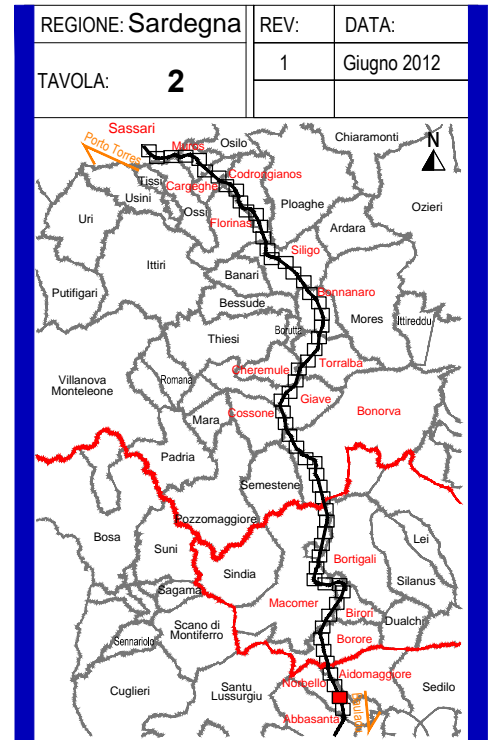 REGIONE: Sardegna
REV:
DATA:
TAVOLA: 2
1
Giugno 2012
Sassari
Porto Torres
Muros
Osilo
Chiaramonti
N
Tissi
Cargeghe
Codrongianos
Usini
Ossi
Ploaghe
Ozieri
Uri
Florinas
Ardara
Siligo
Ittiri
Banari
Bonnanaro
Putifigari
Bessude
Mores
Ittireddu
Borutta
Thiesi
Torralba
Cheremule
Villanova
Monteleone
Romana
Giave
Cossone
Bonorva
Mara
Padria
Semestene
Pozzomaggiore
Bosa
Suni
Lei
Bortigali
Sindia
Silanus
Sagama
Macomer
Birori
Dualchi
Scano di
Montiferro
Sennariolo
Borore
Aidomaggiore
Norbello
Cuglieri
Santu
Lussurgiu
Sedilo
Abbasanta